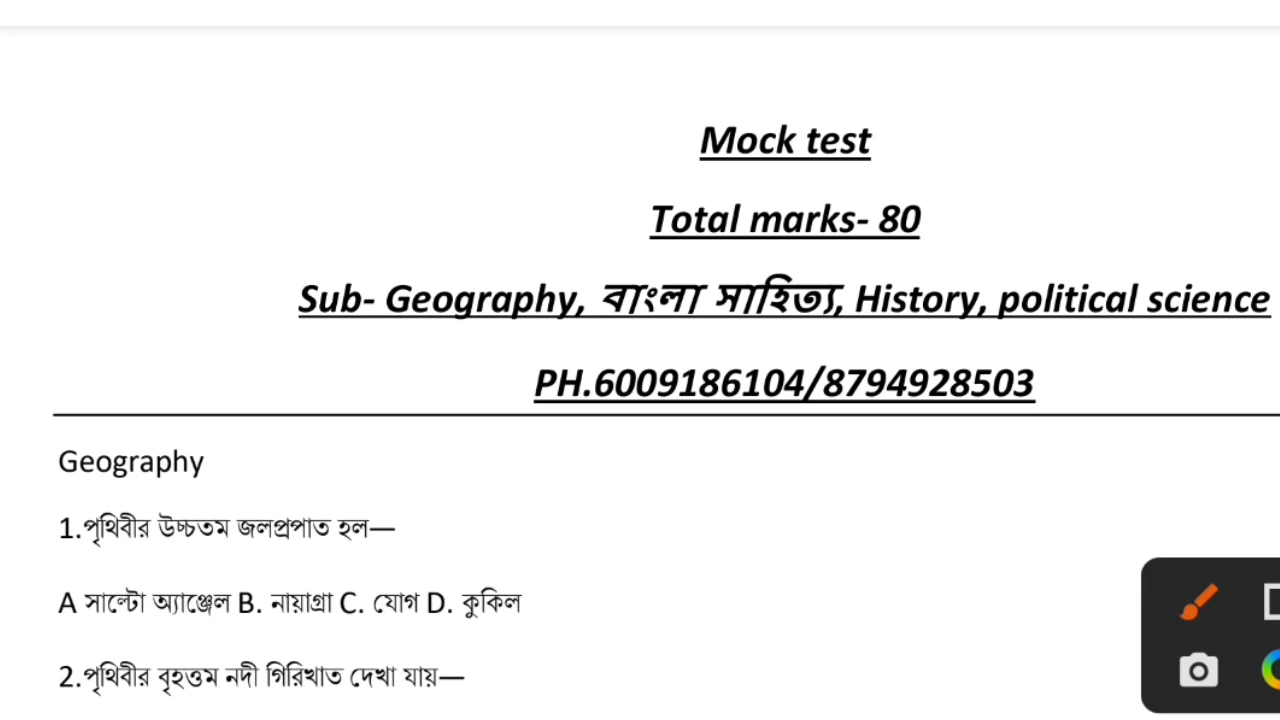 Mock test
Total marks- 80
Sub- Geography, বাংলা সাহিত্য, History, political science
PH.6009186104/8794928503
Geography
1.পৃথিবীর উচ্চতম জলপ্রপাত হল—
A সাল্টো অ্যাঞ্জেল B. নায়াগ্রা C. যোগ D. কুকিল
2.পৃথিবীর বৃহত্তম নদী গিরিখাত দেখা যায়—